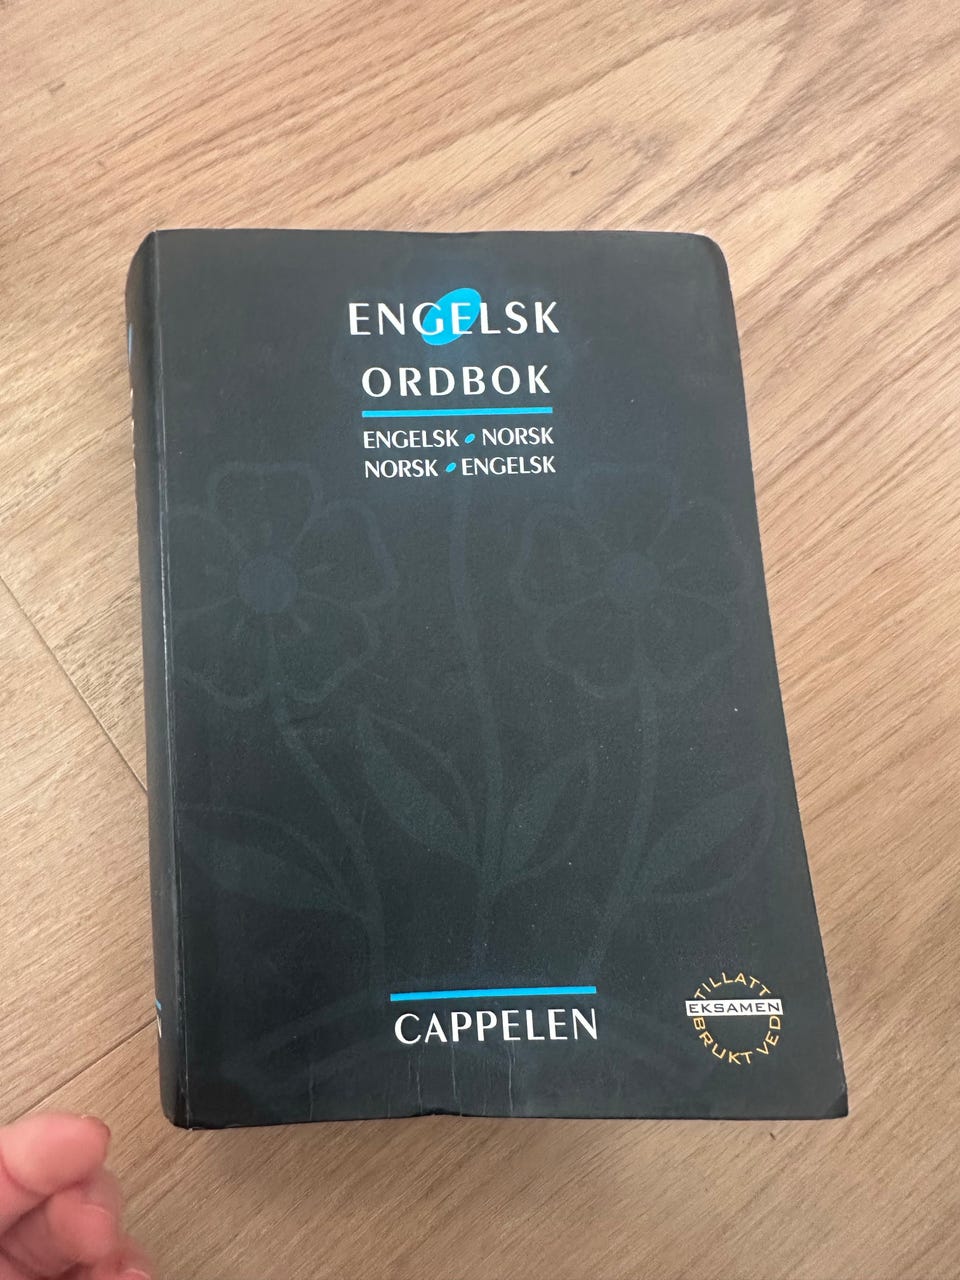 ENGELSK
ORDBOK
ENGELSK • NORSK
NORSK • ENGELSK
CAPPELEN
TILLATT
BRUKT VED
EKSAMEN